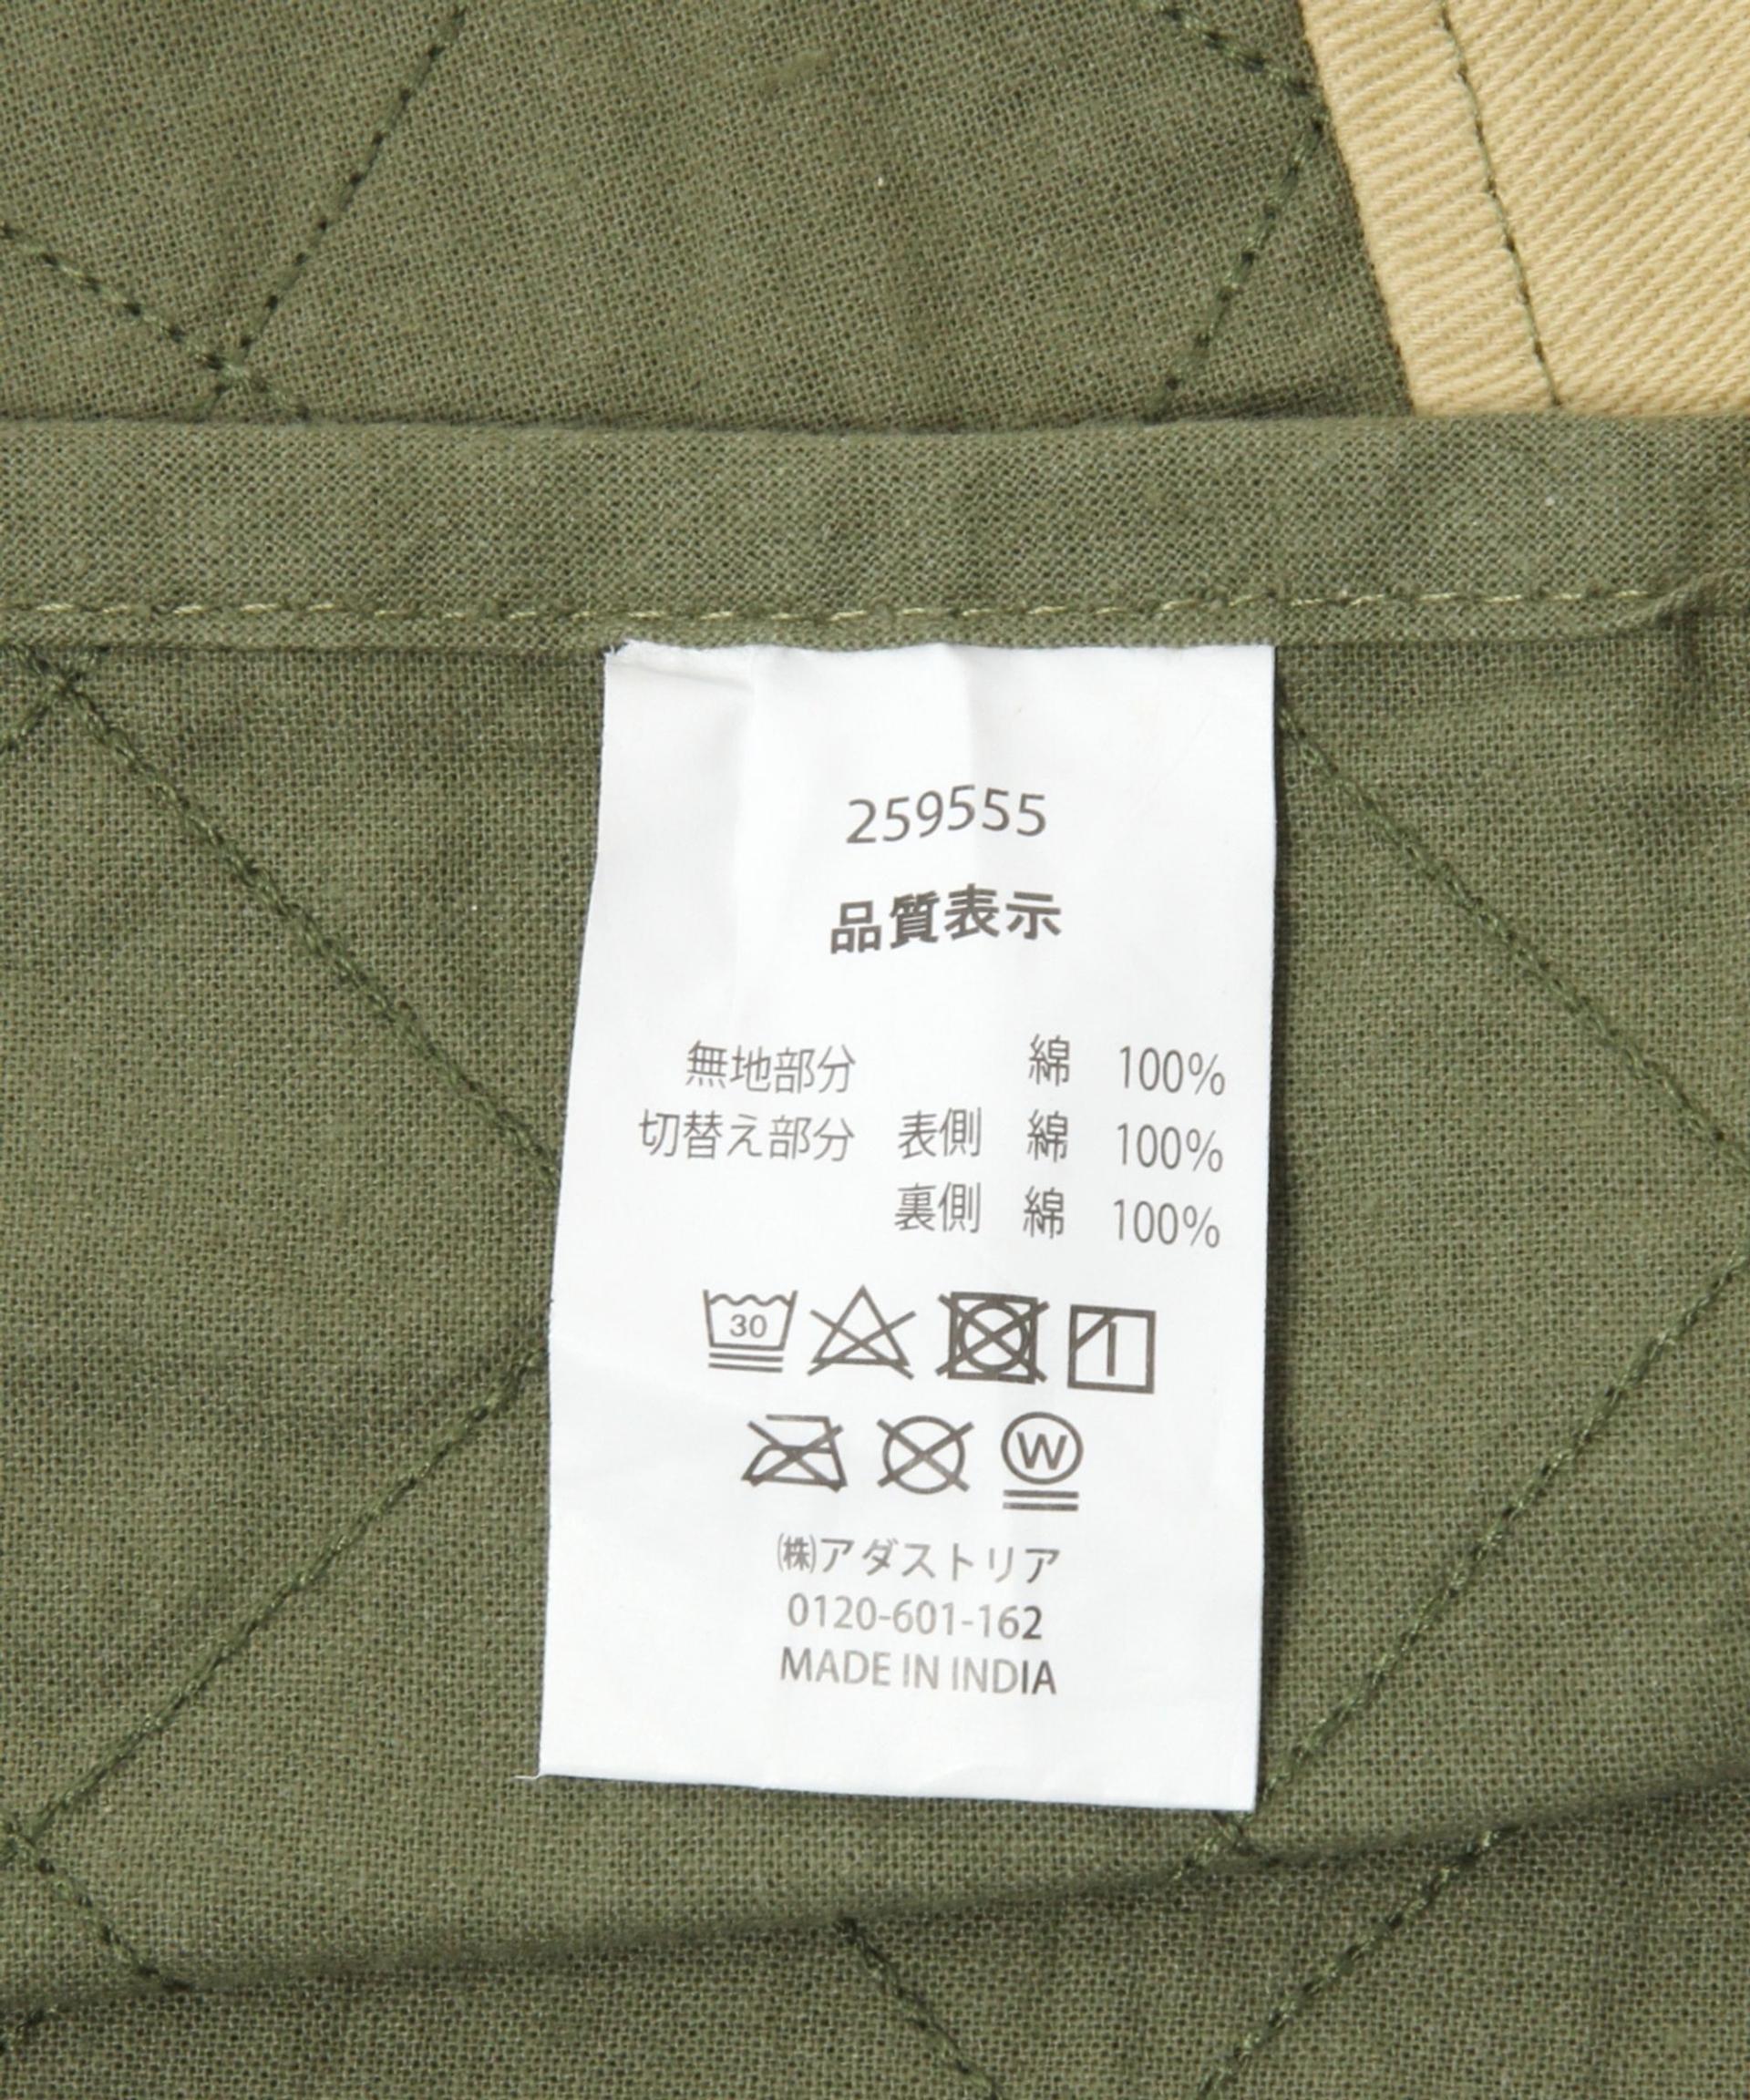 259555
品質表示
無地部分 綿 100%
切替え部分 表側 綿 100%
裏側 綿 100%
30
W
㈱アダストリア
0120-601-162
MADE IN INDIA